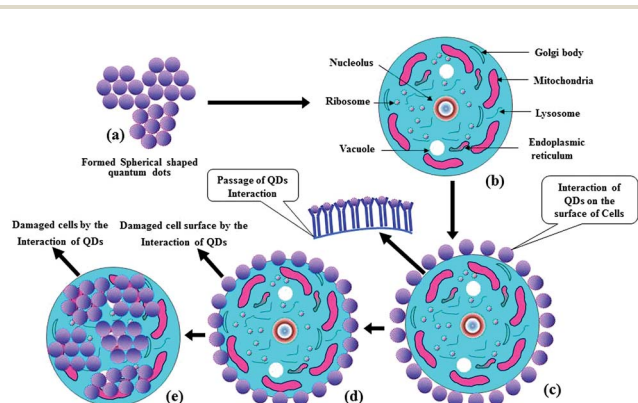 (a)
Formed Spherical shaped
quantum dots
Nucleolus
Ribosome
Vacuole
Golgi body
Mitochondria
Lysosome
Endoplasmic
reticulum
(b)
Passage of QDs
Interaction
Interaction of
QDs on the
surface of Cells
Damaged cells by the
Interaction of QDs
Damaged cell surface by the
Interaction of QDs
(e)
(d)
(c)